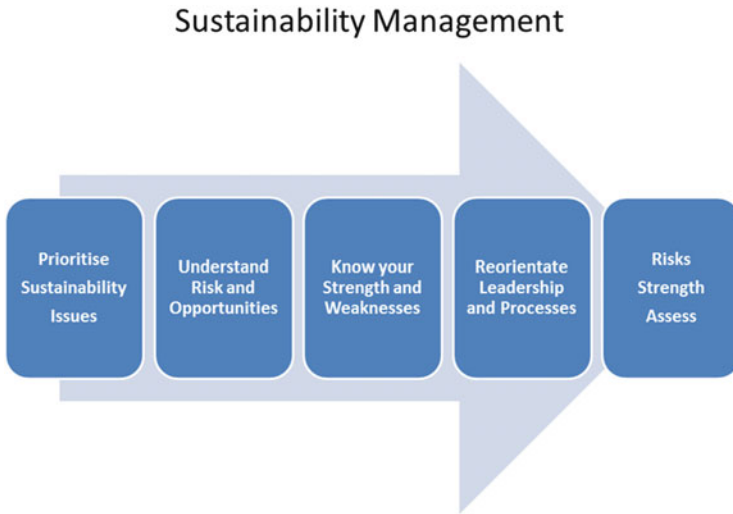 Sustainability Management
Prioritise
Sustainability
Issues
Understand
Risk and
Opportunities
Know your
Strength and
Weaknesses
Reorientate
Leadership
and Processes
Risks
Strength
Assess